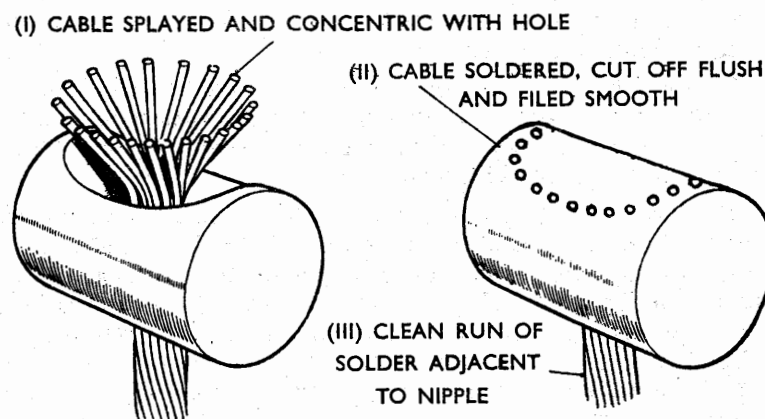 (I) CABLE SPLAYED AND CONCENTRIC WITH HOLE
(II) CABLE SOLDERED, CUT OFF FLUSH
AND FILED SMOOTH
(III) CLEAN RUN OF
SOLDER ADJACENT
TO NIPPLE